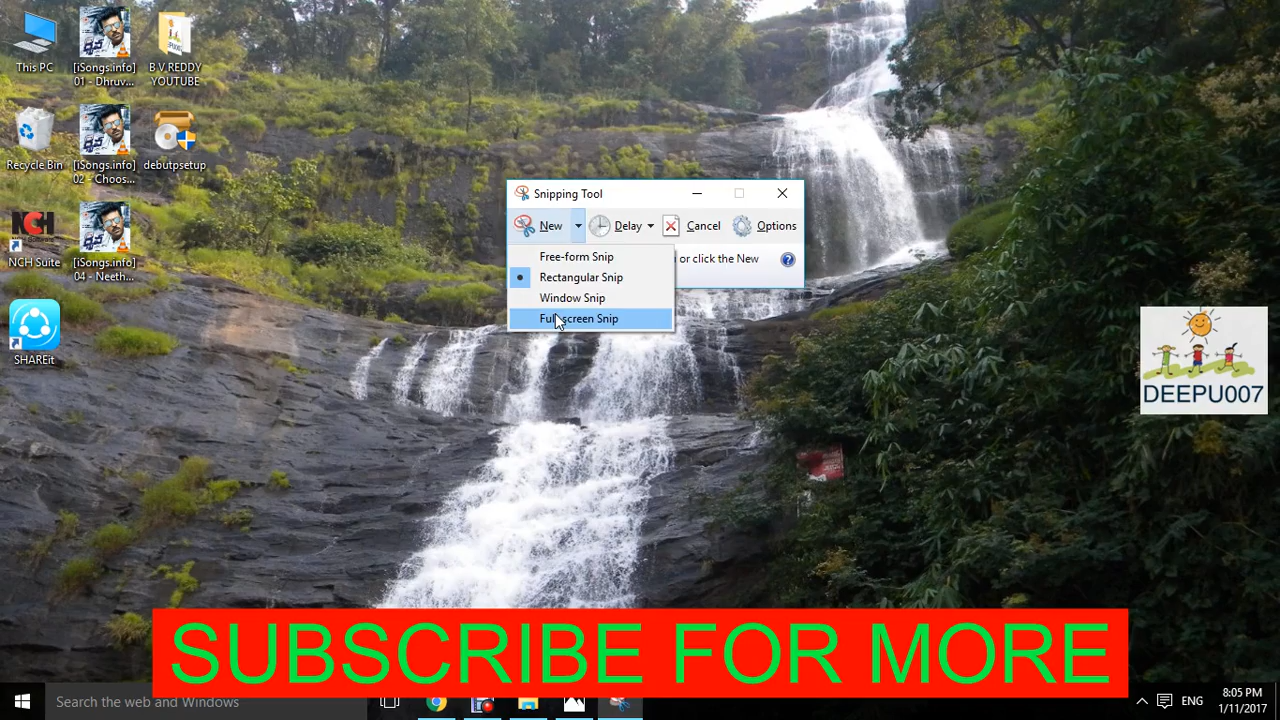 This PC
[iSongs.info]
01 - Dhruv...
B.V.REDDY
YOUTUBE
Recycle Bin
[iSongs.info]
02 - Choos...
debutpsetup
NCH
NCH Suite
[iSongs.info]
04 - Neeth...
SHAREit
Snipping Tool
New
Delay
Cancel
Options
or click the New
Free-form Snip
Rectangular Snip
Window Snip
Full-screen Snip
DEEPU007
SUBSCRIBE FOR MORE
Search the web and Windows
ENG
8:05 PM
1/11/2017